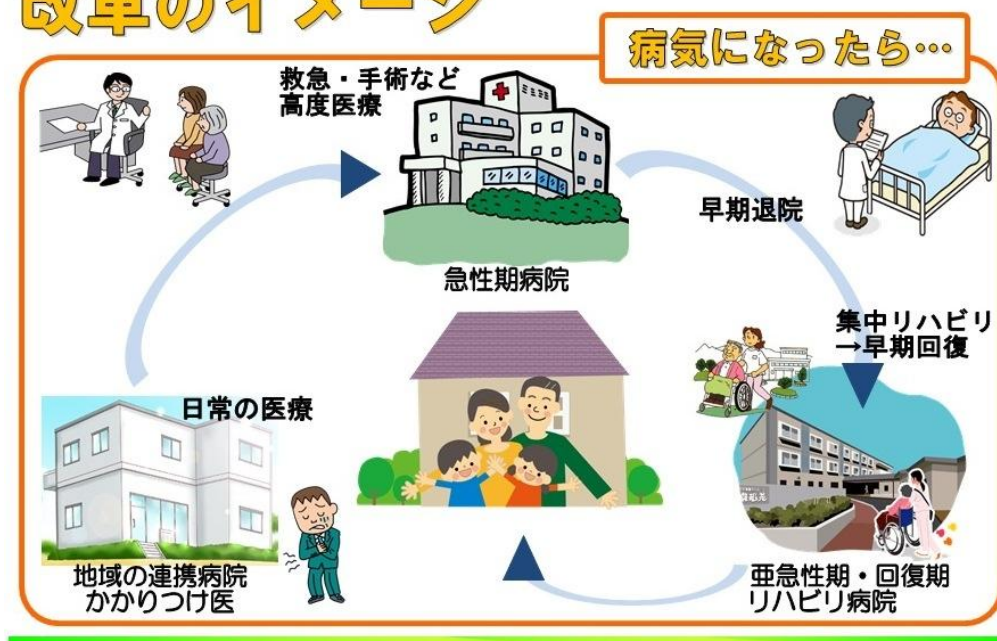 改革のイメージ
病気になったら…
救急・手術など
高度医療
急性期病院
早期退院
集中リハビリ
→早期回復
日常の医療
地域の連携病院
かかりつけ医
亜急性期・回復期
リハビリ病院